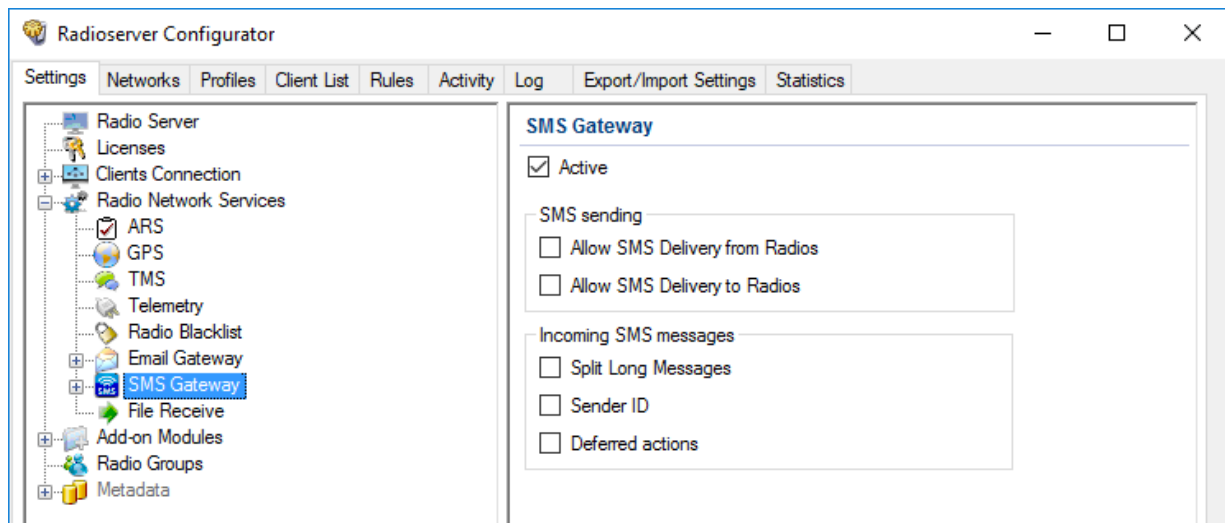 Radioserver Configurator
Settings Networks Profiles Client List Rules Activity Log Export/Import Settings Statistics
Radio Server
Licenses
Clients Connection
Radio Network Services
ARS
GPS
TMS
Telemetry
Radio Blacklist
Email Gateway
SMS Gateway
File Receive
Add-on Modules
Radio Groups
Metadata
SMS Gateway
Active
SMS sending
Allow SMS Delivery from Radios
Allow SMS Delivery to Radios
Incoming SMS messages
Split Long Messages
Sender ID
Deferred actions